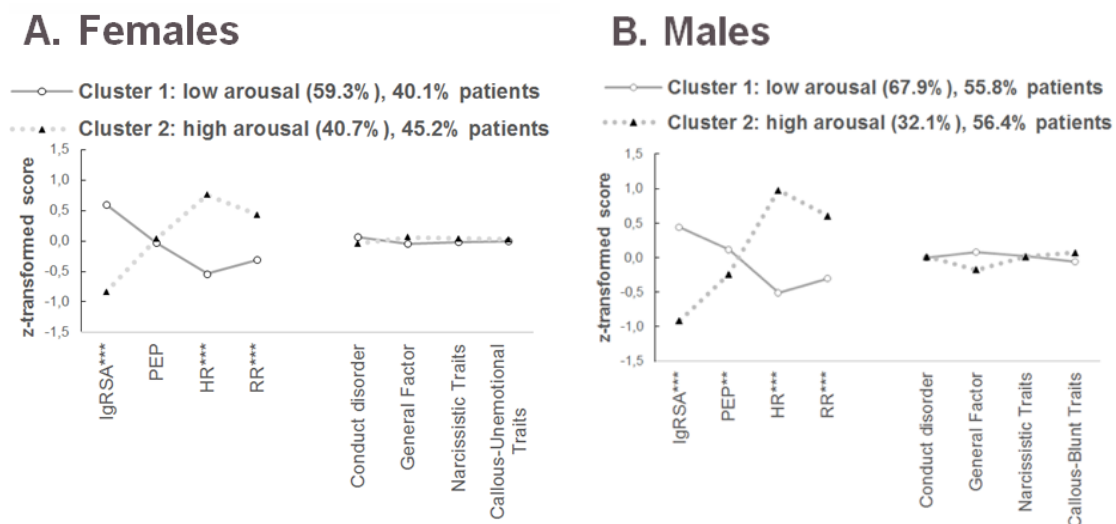 A. Females
Cluster 1: low arousal (59.3%), 40.1% patients
Cluster 2: high arousal (40.7%), 45.2% patients
z-transformed score
1,5
1,0
0,5
0,0
-0,5
-1,0
-1,5
IgRSA***
PEP
HR***
RR***
Conduct disorder
General Factor
Narcissistic Traits
Callous-Unemotional
Traits
B. Males
Cluster 1: low arousal (67.9%), 55.8% patients
Cluster 2: high arousal (32.1%), 56.4% patients
z-transformed score
1,5
1,0
0,5
0,0
-0,5
-1,0
-1,5
IgRSA***
PEP**
HR***
RR***
Conduct disorder
General Factor
Narcissistic Traits
Callous-Blunt Traits